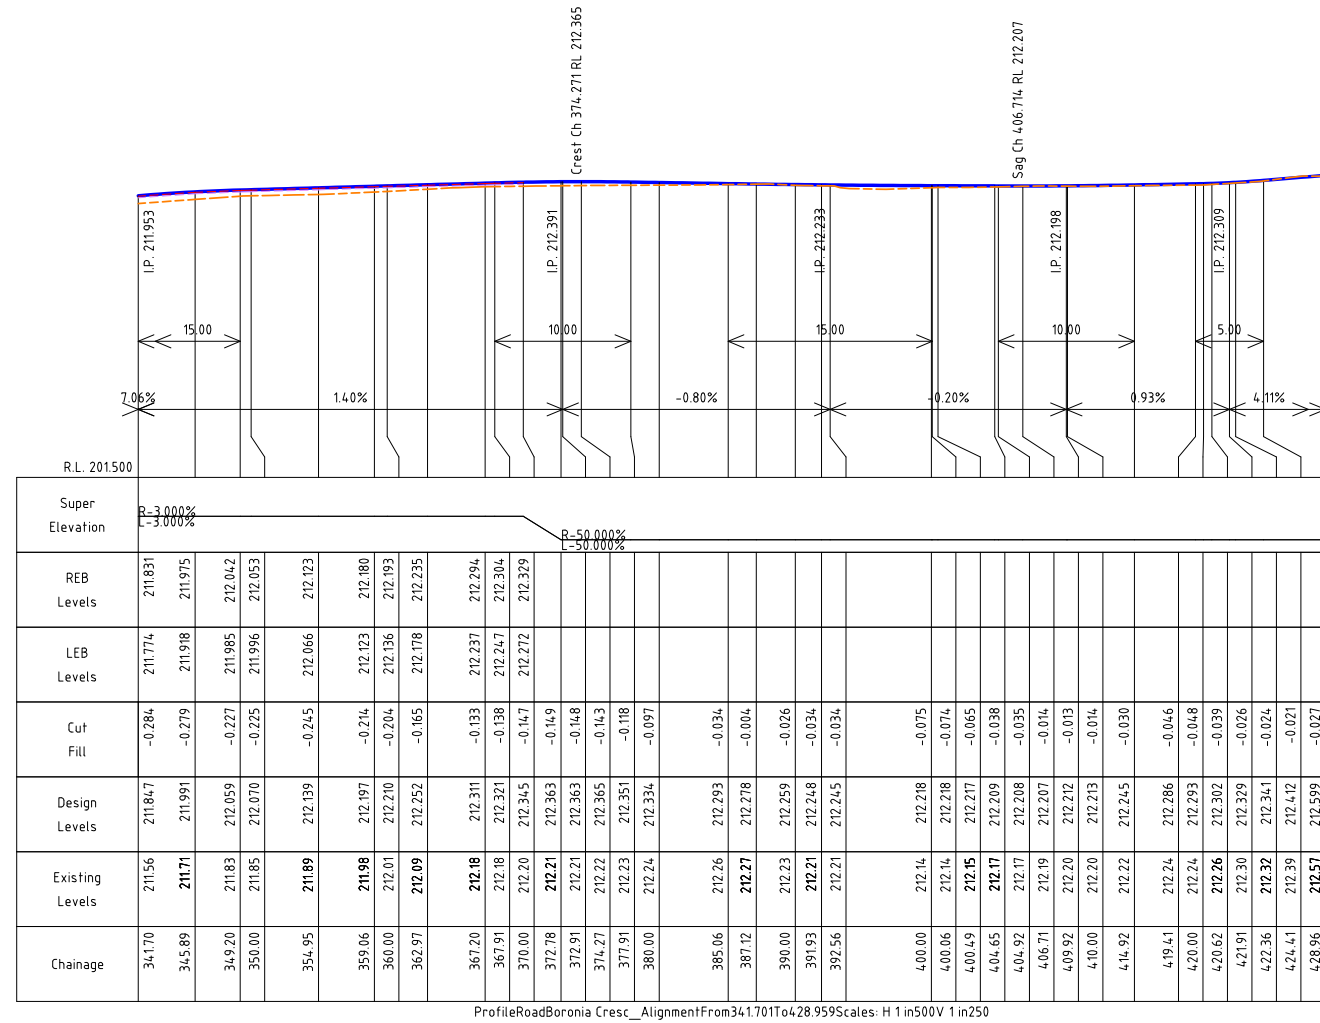 Crest Ch 374.271 RL 212.365
Sag Ch 406.714 RL 212.207
I.P. 211.953
I.P. 212.391
I.P. 212.233
I.P. 212.198
I.P. 212.309
15.00
10.00
15.00
10.00
5.00
7.06%
1.40%
-0.80%
-0.20%
0.93%
4.11%
R.L. 201.500
Super
Elevation
R-3.000%
L-3.000%
R-50.000%
L-50.000%
REB
Levels
211.831 211.975 212.042 212.053 212.123 212.180 212.193 212.235 212.294 212.304 212.329
LEB
Levels
211.774 211.918 211.985 211.996 212.066 212.123 212.136 212.178 212.237 212.247 212.272
Cut
Fill
-0.284 -0.279 -0.227 -0.225 -0.245 -0.214 -0.204 -0.165 -0.133 -0.138 -0.147 -0.149 -0.148 -0.143 -0.118 -0.097 -0.034 -0.004 -0.026 -0.034 -0.034 -0.075 -0.074 -0.065 -0.038 -0.035 -0.014 -0.013 -0.014 -0.030 -0.046 -0.048 -0.039 -0.026 -0.024 -0.021 -0.027
Design
Levels
211.847 211.991 212.059 212.070 212.139 212.197 212.210 212.252 212.311 212.321 212.345 212.363 212.363 212.365 212.351 212.334 212.293 212.278 212.259 212.248 212.245 212.218 212.218 212.217 212.209 212.208 212.207 212.212 212.213 212.245 212.286 212.293 212.302 212.329 212.341 212.412 212.599
Existing
Levels
211.56 211.71 211.83 211.85 211.89 211.98 212.01 212.09 212.18 212.18 212.20 212.21 212.21 212.22 212.23 212.24 212.26 212.27 212.23 212.21 212.21 212.14 212.14 212.15 212.17 212.17 212.19 212.20 212.20 212.22 212.24 212.24 212.26 212.30 212.32 212.39 212.57
Chainage
341.70 345.89 349.20 350.00 354.95 359.06 360.00 362.97 367.20 367.91 370.00 372.78 372.91 374.27 377.91 380.00 385.06 387.12 390.00 391.93 392.56 400.00 400.06 400.49 404.65 404.92 406.71 409.92 410.00 414.92 419.41 420.00 420.62 421.91 422.36 424.41 428.96
ProfileRoadBoronia Cresc__AlignmentFrom341.701To428.959Scales: H 1 in500V 1 in250